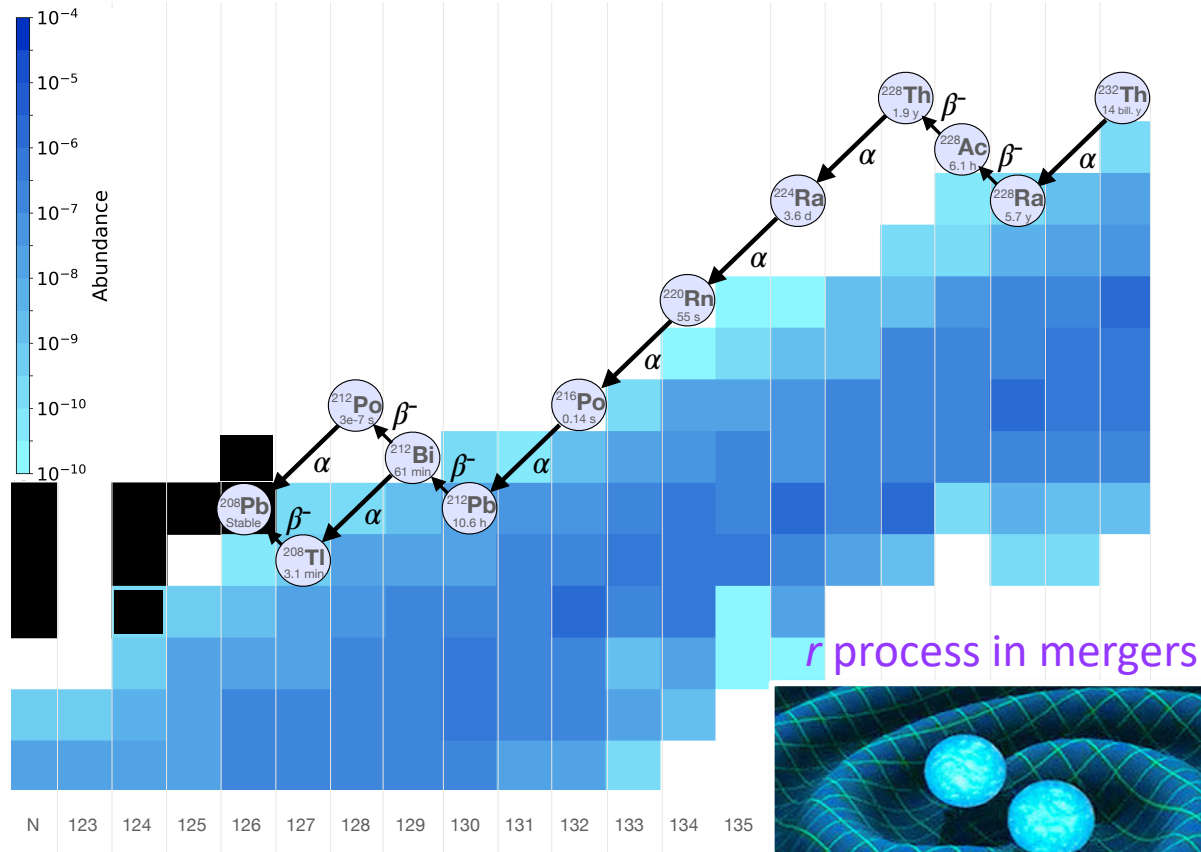 10⁻⁴
10⁻⁵
10⁻⁶
10⁻⁷
10⁻⁸
10⁻⁹
10⁻¹⁰
10⁻¹⁰
Abundance
²³²Th
14 bill. y
α
²²⁸Ra
5.7 y
β⁻
²²⁸Ac
6.1 h
β⁻
²²⁸Th
1.9 y
α
²²⁴Ra
3.6 d
α
²²⁰Rn
55 s
α
²¹⁶Po
0.14 s
α
²¹²Pb
10.6 h
β⁻
²¹²Bi
61 min
β⁻
²¹²Po
3e-7 s
α
α
²⁰⁸Tl
3.1 min
β⁻
²⁰⁸Pb
Stable
r process in mergers
N 123 124 125 126 127 128 129 130 131 132 133 134 135